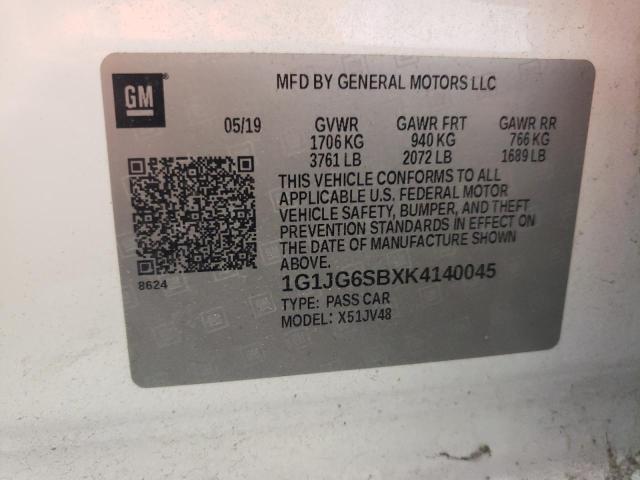 GM
MFD BY GENERAL MOTORS LLC
05/19 GVWR GAWR FRT GAWR RR
1706 KG 940 KG 766 KG
3761 LB 2072 LB 1689 LB
THIS VEHICLE CONFORMS TO ALL
APPLICABLE U.S. FEDERAL MOTOR
VEHICLE SAFETY, BUMPER, AND THEFT
PREVENTION STANDARDS IN EFFECT ON
THE DATE OF MANUFACTURE SHOWN
ABOVE.
8624
1G1JG6SBXK4140045
TYPE: PASS CAR
MODEL: X51JV48